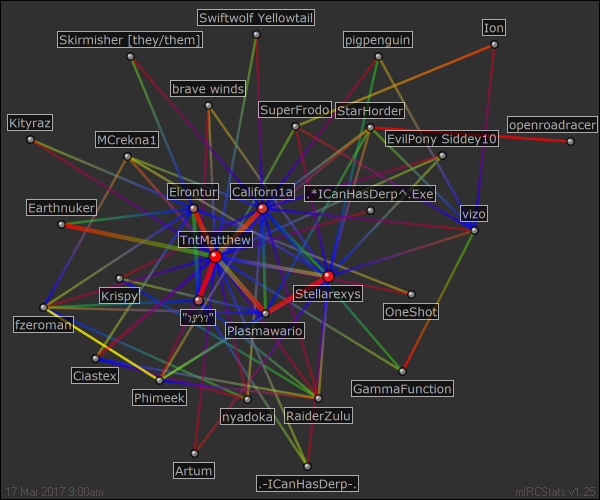 Swiftwolf Yellowtail
Ion
Skirmisher [they/them]
pigpenguin
brave winds
SuperFrodo
StarHorder
Kityraz
openroadracer
MCrekna1
EvilPony Siddey10
Elrontur
Californ1a
.*ICanHasDerp^.Exe
Earthnuker
vizo
TntMatthew
Krispy
Stellarexys
OneShot
fzeroman
Plasmawario
Ciastex
GammaFunction
Phimeek
nyadoka
RaiderZulu
Artum
.-ICanHasDerp-.
17 Mar 2017 9:00am
mIRCStats v1.25